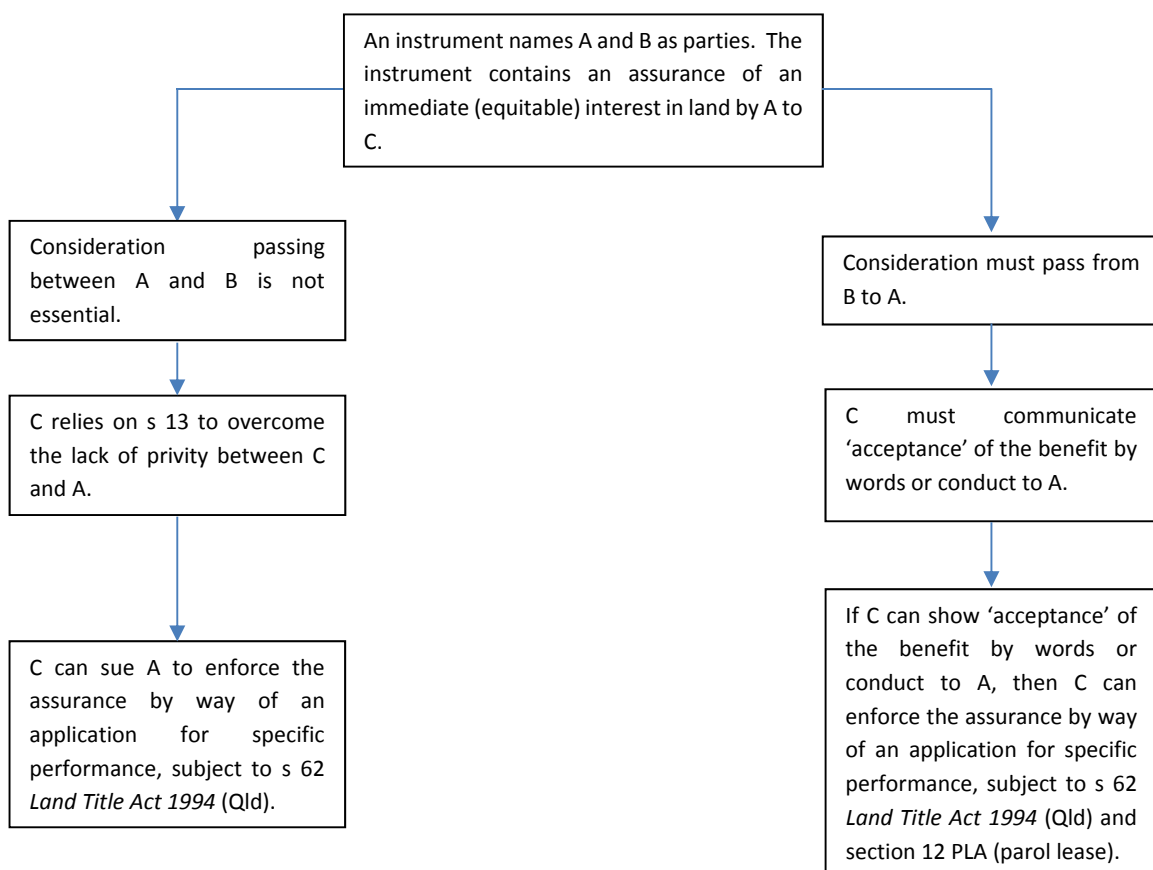 An instrument names A and B as parties. The
instrument contains an assurance of an
immediate (equitable) interest in land by A to
C.
Consideration passing
between A and B is not
essential.
C relies on s 13 to overcome
the lack of privity between C
and A.
C can sue A to enforce the
assurance by way of an
application for specific
performance, subject to s 62
Land Title Act 1994 (Qld).
Consideration must pass from
B to A.
C must communicate
‘acceptance’ of the benefit by
words or conduct to A.
If C can show ‘acceptance’ of
the benefit by words or
conduct to A, then C can
enforce the assurance by way
of an application for specific
performance, subject to s 62
Land Title Act 1994 (Qld) and
section 12 PLA (parol lease).